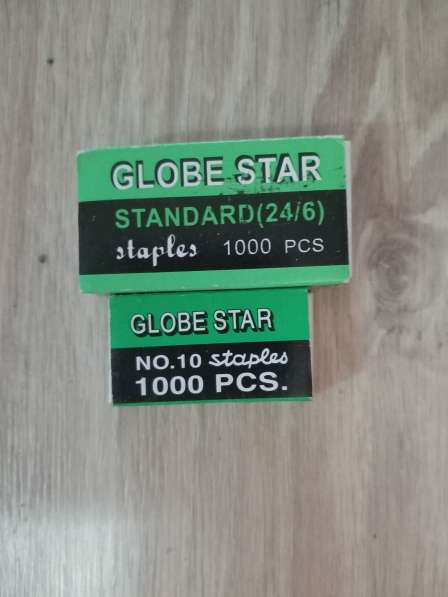 GLOBE STAR
STANDARD(24/6)
staples 1000 PCS
GLOBE STAR
NO.10 staples
1000 PCS.